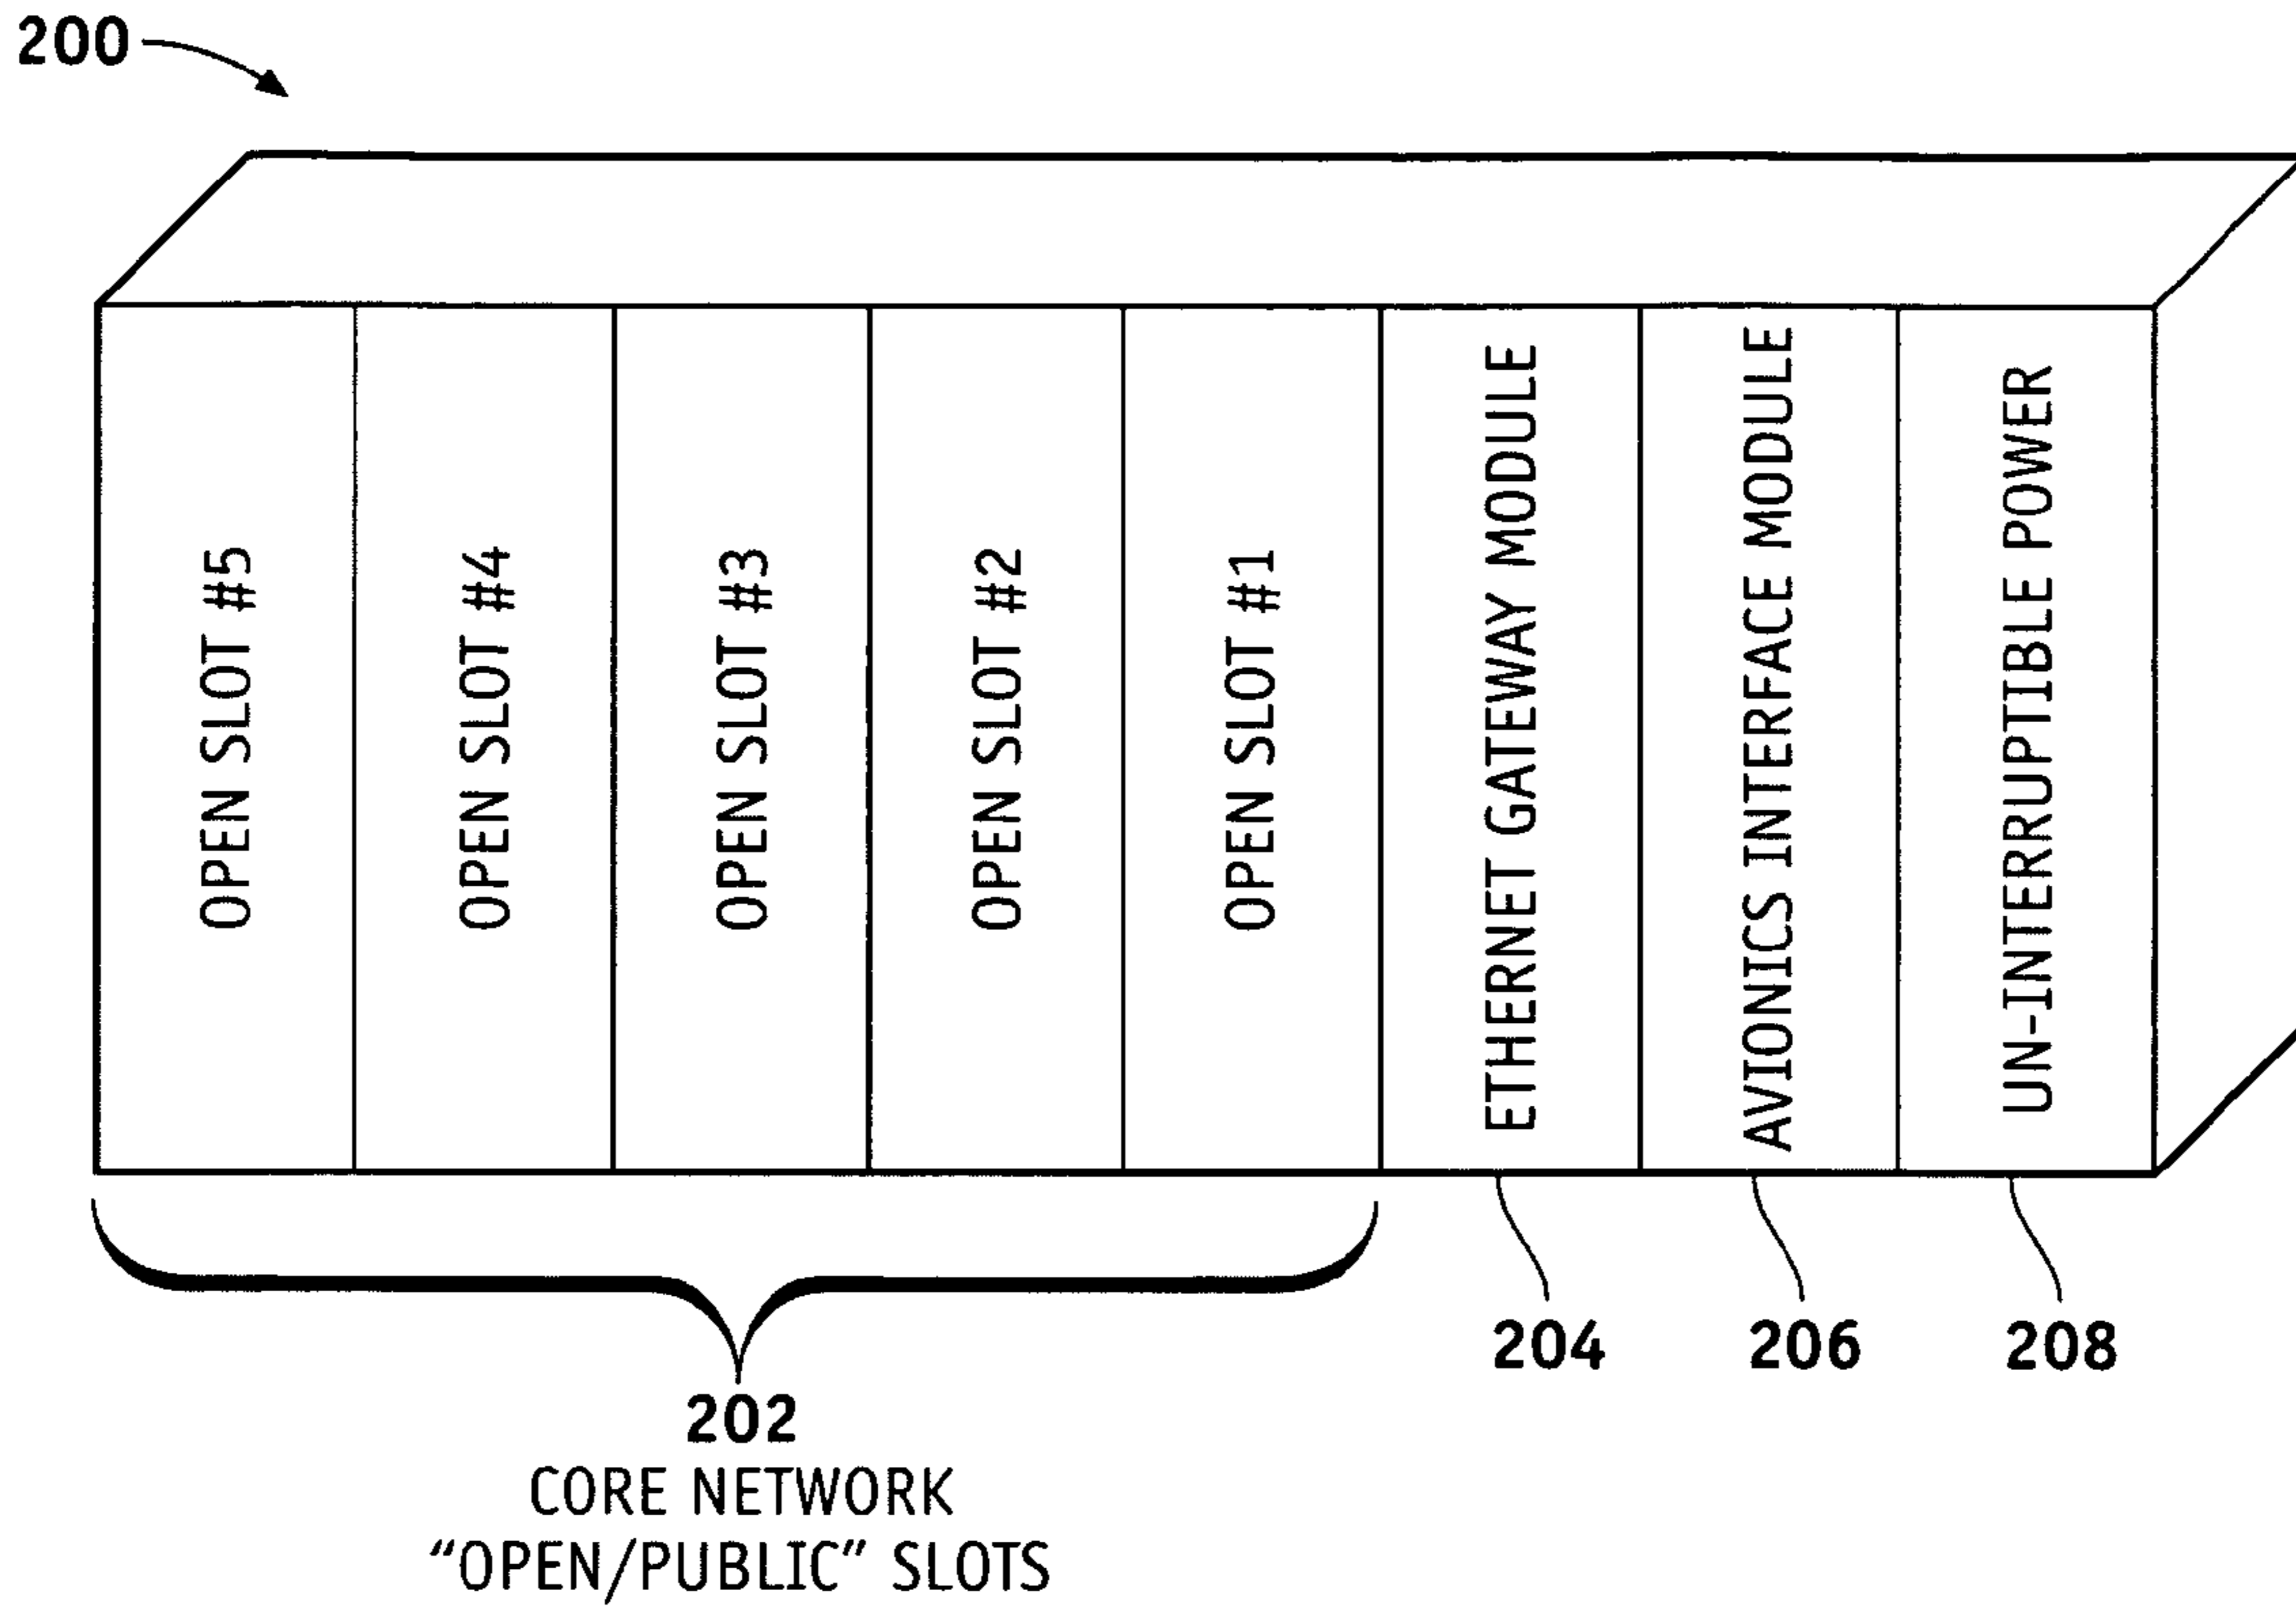 200
OPEN SLOT #5
OPEN SLOT #4
OPEN SLOT #3
OPEN SLOT #2
OPEN SLOT #1
ETHERNET GATEWAY MODULE
AVIONICS INTERFACE MODULE
UN-INTERRUPTIBLE POWER
204
206
208
202
CORE NETWORK
“OPEN/PUBLIC” SLOTS